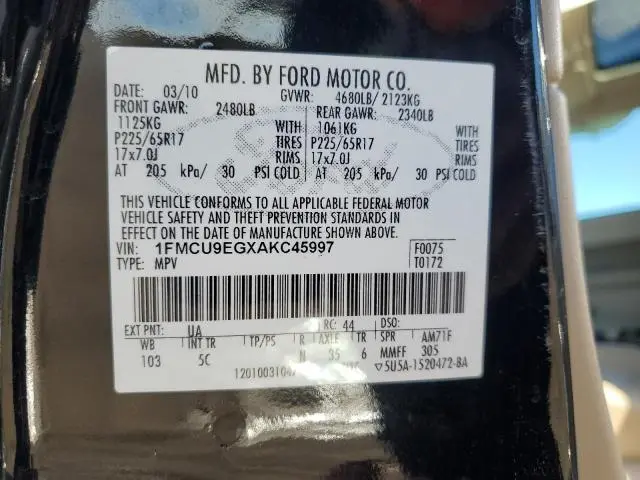 MFD. BY FORD MOTOR CO.
DATE: 03/10 GVWR: 4680LB/ 2123KG
FRONT GAWR: 2480LB REAR GAWR: 2340LB
1125KG WITH 1061KG WITH
P225/65R17 TIRES P225/65R17 TIRES
17x7.0J RIMS 17x7.0J RIMS
AT 205 kPa/ 30 PSI COLD AT 205 kPa/ 30 PSI COLD
THIS VEHICLE CONFORMS TO ALL APPLICABLE FEDERAL MOTOR
VEHICLE SAFETY AND THEFT PREVENTION STANDARDS IN
EFFECT ON THE DATE OF MANUFACTURE SHOWN ABOVE.
VIN: 1FMCU9EGXAKC45997 F0075
TYPE: MPV T0172
EXT PNT: UA RC: 44 DSO:
WB INT TR TP/PS R AXLE TR SPR AM71F
103 5C N 35 6 MMFF 305
5U5A-1520472-BA